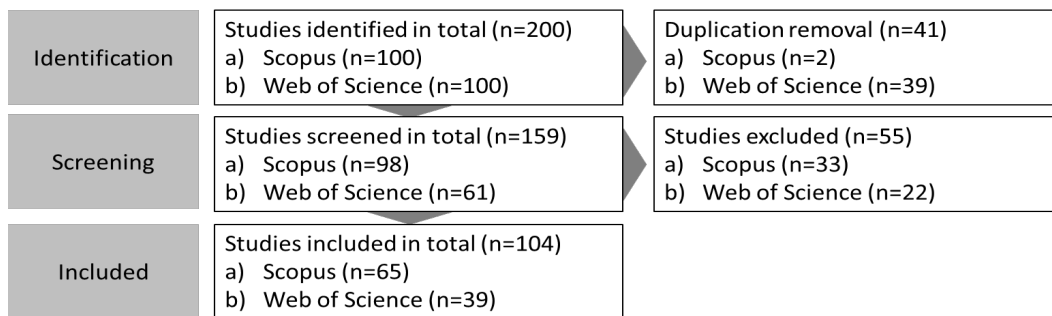 Identification
Studies identified in total (n=200)
a) Scopus (n=100)
b) Web of Science (n=100)
Duplication removal (n=41)
a) Scopus (n=2)
b) Web of Science (n=39)
Screening
Studies screened in total (n=159)
a) Scopus (n=98)
b) Web of Science (n=61)
Studies excluded (n=55)
a) Scopus (n=33)
b) Web of Science (n=22)
Included
Studies included in total (n=104)
a) Scopus (n=65)
b) Web of Science (n=39)